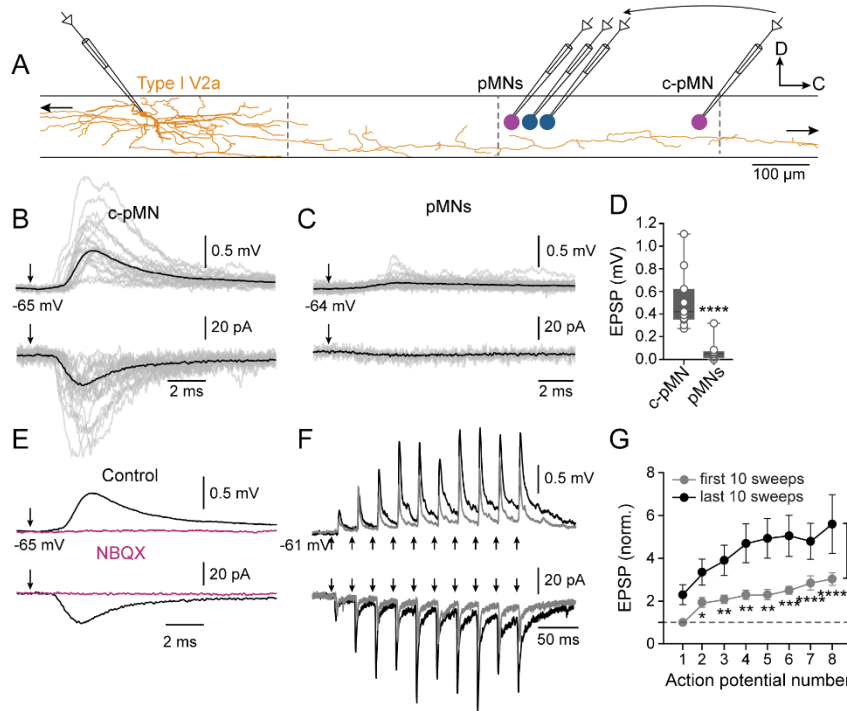 A
Type I V2a
pMNs
c-pMN
D
C
100 µm
B
c-pMN
0.5 mV
-65 mV
20 pA
2 ms
C
pMNs
0.5 mV
-64 mV
20 pA
2 ms
D
EPSP (mV)
1.2
1.0
0.8
0.6
0.4
0.2
0.0
****
c-pMN
pMNs
E
Control
0.5 mV
-65 mV
NBQX
20 pA
2 ms
F
0.5 mV
-61 mV
20 pA
50 ms
G
first 10 sweeps
last 10 sweeps
EPSP (norm.)
8
6
4
2
0
* ** ** ** *** **** ****
1 2 3 4 5 6 7 8
Action potential number